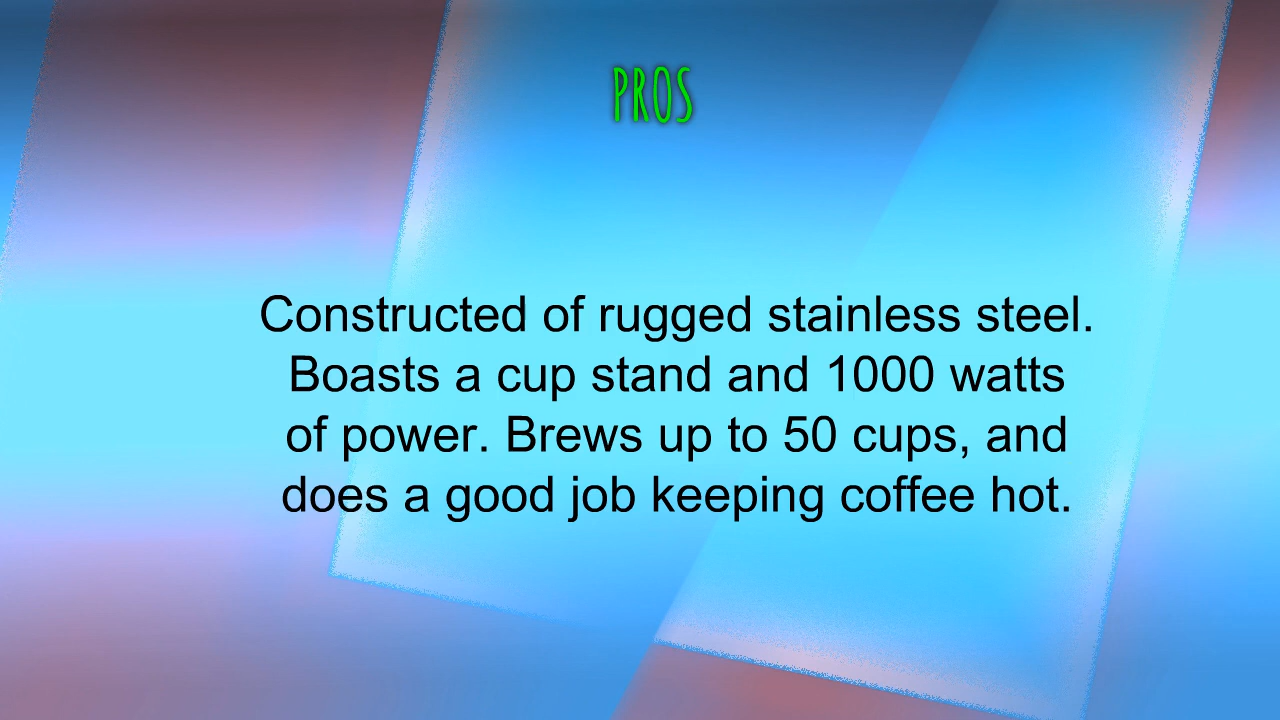 PROS
Constructed of rugged stainless steel.
Boasts a cup stand and 1000 watts
of power. Brews up to 50 cups, and
does a good job keeping coffee hot.